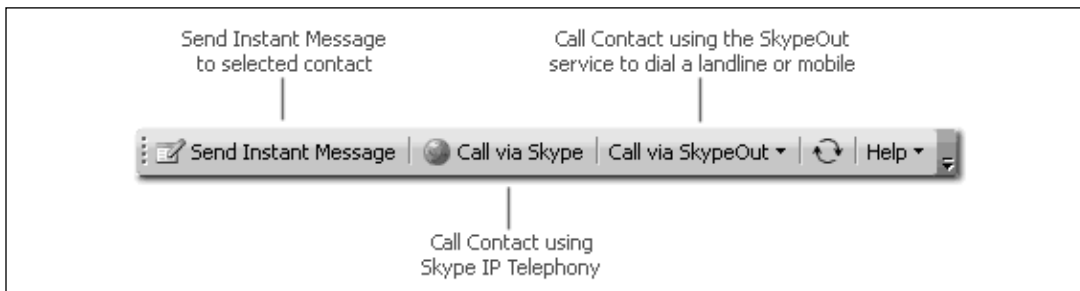 Send Instant Message
to selected contact
Call Contact using the SkypeOut
service to dial a landline or mobile
Send Instant Message Call via Skype Call via SkypeOut Help
Call Contact using
Skype IP Telephony